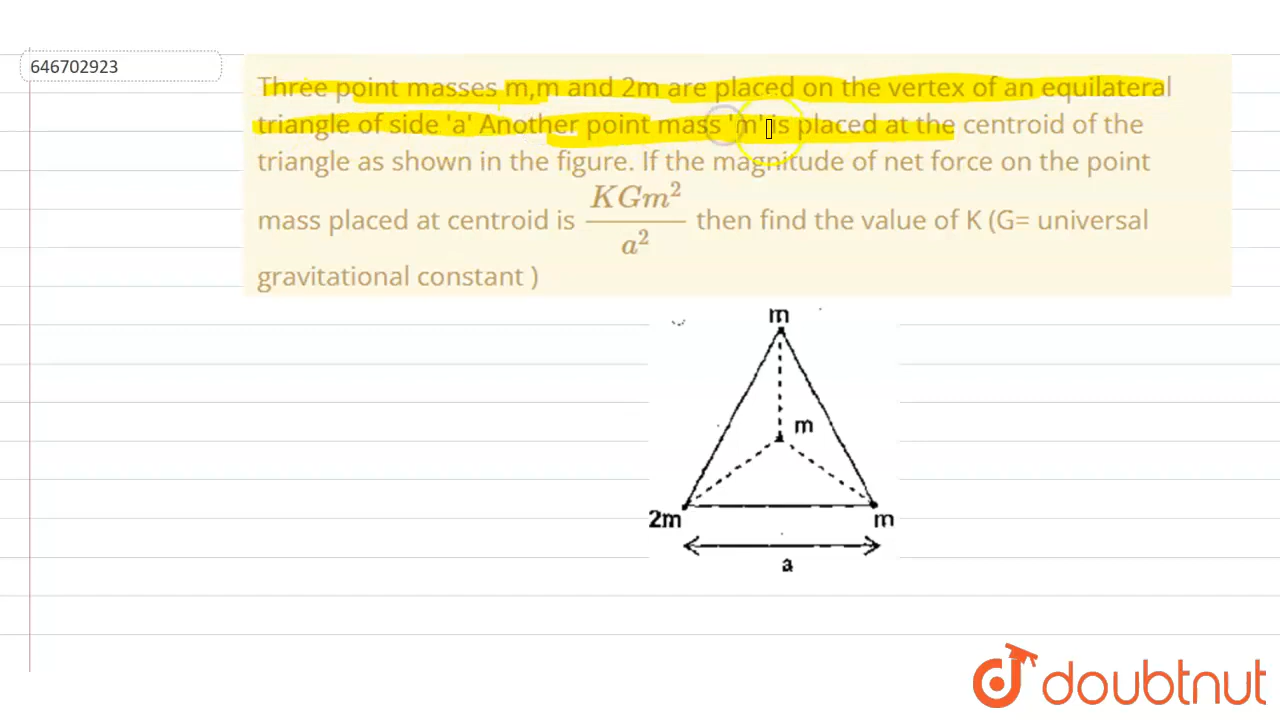 646702923
Three point masses m,m and 2m are placed on the vertex of an equilateral
triangle of side 'a' Another point mass 'm' is placed at the centroid of the
triangle as shown in the figure. If the magnitude of net force on the point
mass placed at centroid is KGm²/a² then find the value of K (G= universal
gravitational constant )
m
m
2m
m
a
doubtnut